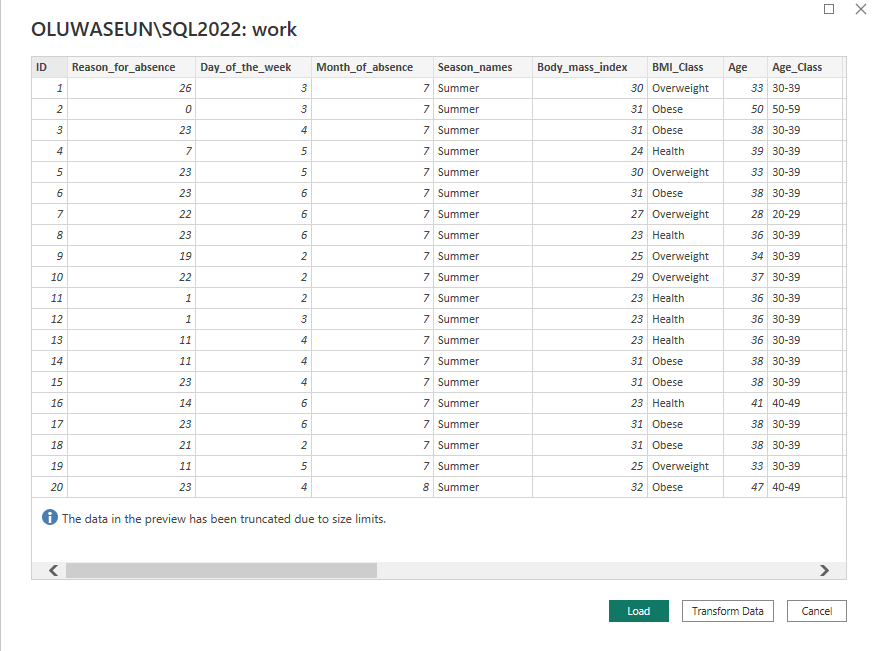 OLUWASEUN\SQL2022: work
ID Reason_for_absence Day_of_the_week Month_of_absence Season_names Body_mass_index BMI_Class Age Age_Class
1 26 3 7 Summer 30 Overweight 33 30-39
2 0 3 7 Summer 31 Obese 50 50-59
3 23 4 7 Summer 31 Obese 38 30-39
4 7 5 7 Summer 24 Health 39 30-39
5 23 5 7 Summer 30 Overweight 33 30-39
6 23 6 7 Summer 31 Obese 38 30-39
7 22 6 7 Summer 27 Overweight 28 20-29
8 23 6 7 Summer 23 Health 36 30-39
9 19 2 7 Summer 25 Overweight 34 30-39
10 22 2 7 Summer 29 Overweight 37 30-39
11 1 2 7 Summer 23 Health 36 30-39
12 1 3 7 Summer 23 Health 36 30-39
13 11 4 7 Summer 23 Health 36 30-39
14 11 4 7 Summer 31 Obese 38 30-39
15 23 4 7 Summer 31 Obese 38 30-39
16 14 6 7 Summer 23 Health 41 40-49
17 23 6 7 Summer 31 Obese 38 30-39
18 21 2 7 Summer 31 Obese 38 30-39
19 11 5 7 Summer 25 Overweight 33 30-39
20 23 4 8 Summer 32 Obese 47 40-49
The data in the preview has been truncated due to size limits.
Load Transform Data Cancel